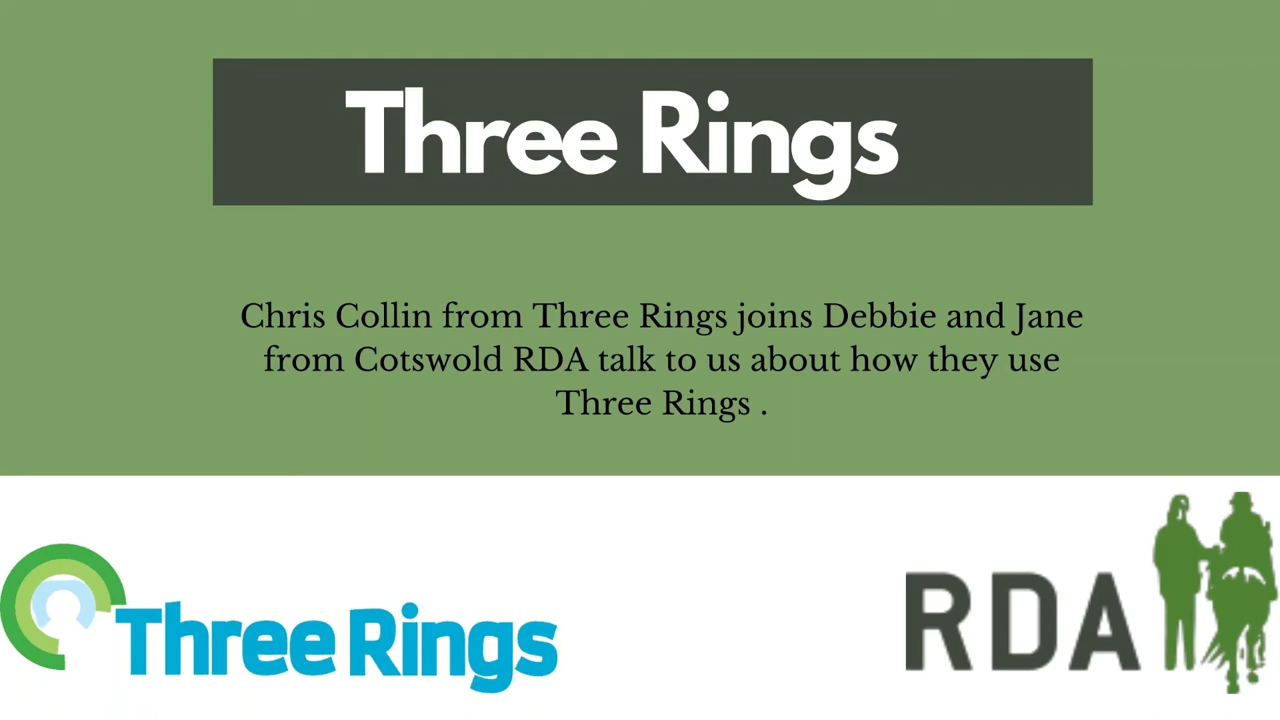 Three Rings
Chris Collin from Three Rings joins Debbie and Jane
from Cotswold RDA talk to us about how they use
Three Rings .
Three Rings
RDA